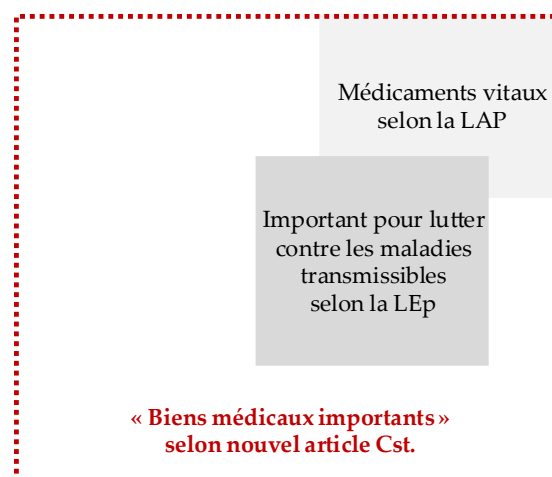 Médicaments vitaux
selon la LAP
Important pour lutter
contre les maladies
transmissibles
selon la LEp
« Biens médicaux importants »
selon nouvel article Cst.